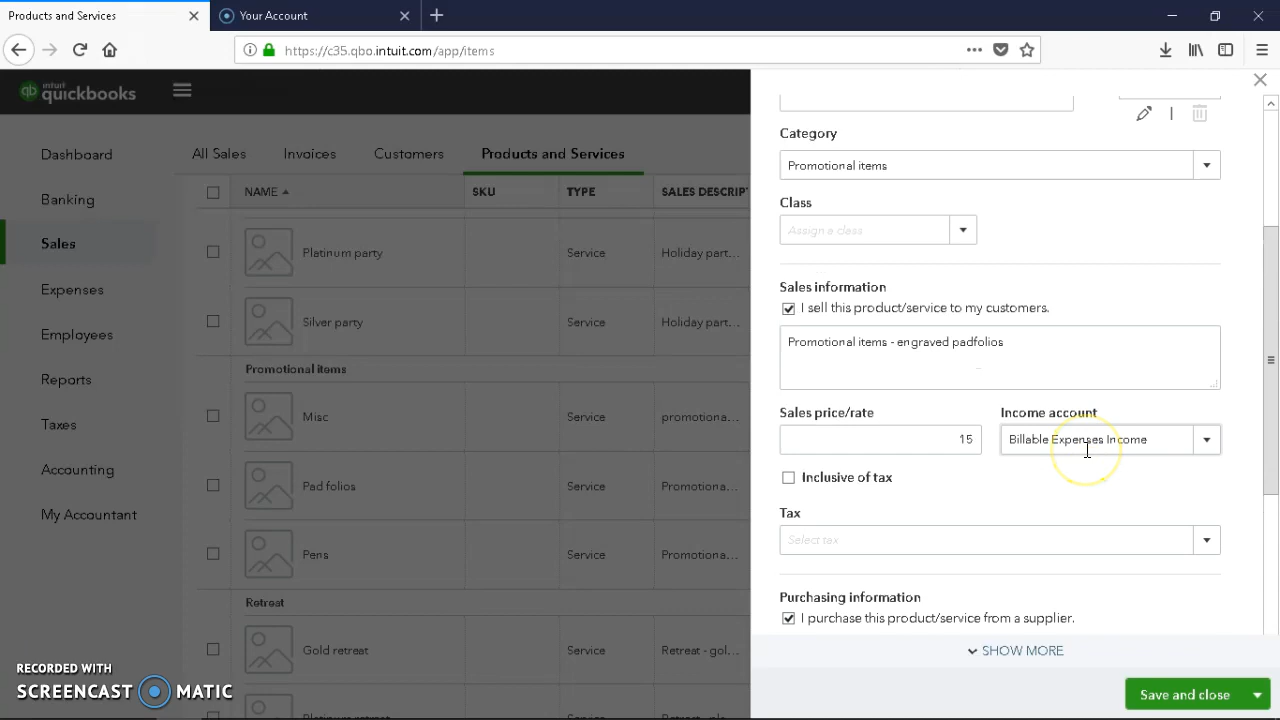 Products and Services
Your Account
https://c35.qbo.intuit.com/app/items
intuit
quickbooks
Dashboard
Banking
Sales
Expenses
Employees
Reports
Taxes
Accounting
My Accountant
All Sales
Invoices
Customers
Products and Services
NAME
SKU
TYPE
SALES DESCRIP
Platinum party
Service
Holiday part...
Silver party
Service
Holiday part...
Promotional items
Misc
Service
promotiona...
Pad folios
Service
Promotiona...
Pens
Service
Promotiona...
Retreat
Gold retreat
Service
Retreat - gol...
Category
Promotional items
Class
Assign a class
Sales information
I sell this product/service to my customers.
Promotional items - engraved padfolios
Sales price/rate
Income account
15
Billable Expenses Income
Inclusive of tax
Tax
Select tax
Purchasing information
I purchase this product/service from a supplier.
SHOW MORE
Save and close
RECORDED WITH
SCREENCAST MATIC